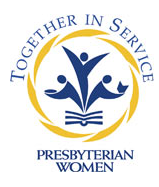 TOGETHER IN SERVICE
PRESBYTERIAN
WOMEN